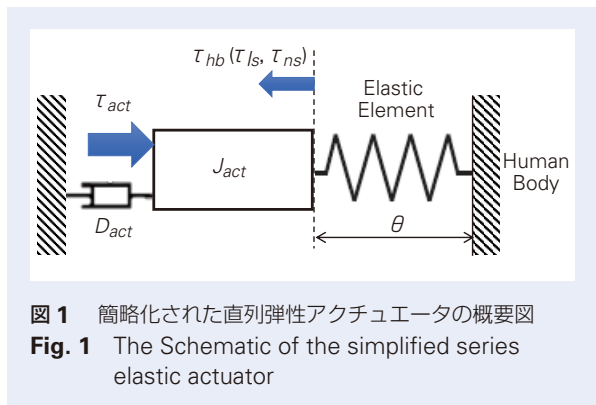 τhb (τls, τns)
Elastic
Element
τact
Jact
Human
Body
Dact
θ
図 1 簡略化された直列弾性アクチュエータの概要図
Fig. 1 The Schematic of the simplified series
elastic actuator